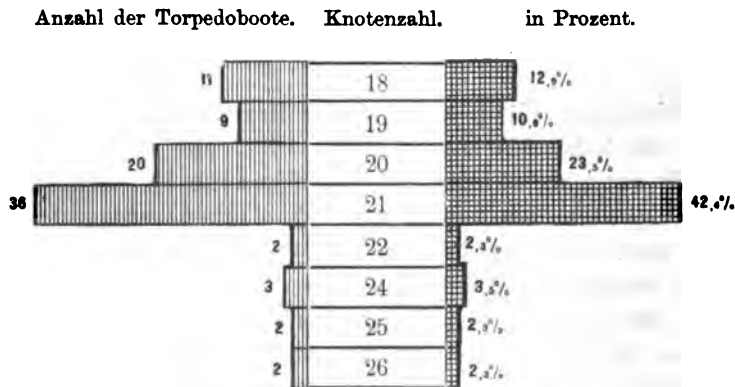 Anzahl der Torpedoboote. Knotenzahl. in Prozent.
11 18 12,9%
9 19 10,6%
20 20 23,5%
36 21 42,4%
2 22 2,3%
3 24 3,5%
2 25 2,3%
2 26 2,3%